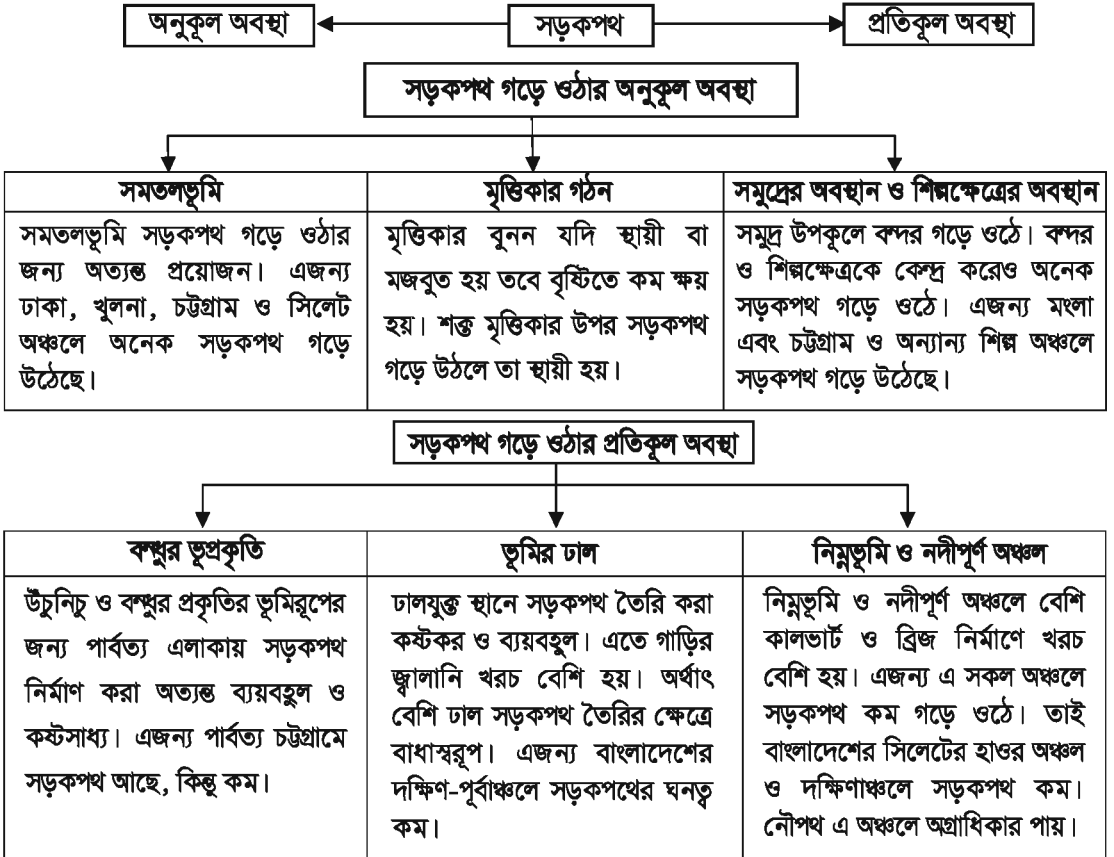 অনুকূল অবস্থা
সড়কপথ
প্রতিকূল অবস্থা
সড়কপথ গড়ে ওঠার অনুকূল অবস্থা
সমতলভূমি
সমতলভূমি সড়কপথ গড়ে ওঠার
জন্য অত্যন্ত প্রয়োজন। এজন্য
ঢাকা, খুলনা, চট্টগ্রাম ও সিলেট
অঞ্চলে অনেক সড়কপথ গড়ে
উঠেছে।
মৃত্তিকার গঠন
মৃত্তিকার বুনন যদি স্থায়ী বা
মজবুত হয় তবে বৃষ্টিতে কম ক্ষয়
হয়। শক্ত মৃত্তিকার উপর সড়কপথ
গড়ে উঠলে তা স্থায়ী হয়।
সমুদ্রের অবস্থান ও শিল্পক্ষেত্রের অবস্থান
সমুদ্র উপকূলে বন্দর গড়ে ওঠে। বন্দর
ও শিল্পক্ষেত্রকে কেন্দ্র করেও অনেক
সড়কপথ গড়ে ওঠে। এজন্য মংলা
এবং চট্টগ্রাম ও অন্যান্য শিল্প অঞ্চলে
সড়কপথ গড়ে উঠেছে।
সড়কপথ গড়ে ওঠার প্রতিকূল অবস্থা
বন্ধুর ভূপ্রকৃতি
উঁচুনিচু ও বন্ধুর প্রকৃতির ভূমিরূপের
জন্য পার্বত্য এলাকায় সড়কপথ
নির্মাণ করা অত্যন্ত ব্যয়বহুল ও
কষ্টসাধ্য। এজন্য পার্বত্য চট্টগ্রামে
সড়কপথ আছে, কিন্তু কম।
ভূমির ঢাল
ঢালযুক্ত স্থানে সড়কপথ তৈরি করা
কষ্টকর ও ব্যয়বহুল। এতে গাড়ির
জ্বালানি খরচ বেশি হয়। অর্থাৎ
বেশি ঢাল সড়কপথ তৈরির ক্ষেত্রে
বাধাস্বরূপ। এজন্য বাংলাদেশের
দক্ষিণ-পূর্বাঞ্চলে সড়কপথের ঘনত্ব
কম।
নিম্নভূমি ও নদীপূর্ণ অঞ্চল
নিম্নভূমি ও নদীপূর্ণ অঞ্চলে বেশি
কালভার্ট ও ব্রিজ নির্মাণে খরচ
বেশি হয়। এজন্য এ সকল অঞ্চলে
সড়কপথ কম গড়ে ওঠে। তাই
বাংলাদেশের সিলেটের হাওর অঞ্চল
ও দক্ষিণাঞ্চলে সড়কপথ কম।
নৌপথ এ অঞ্চলে অগ্রাধিকার পায়।